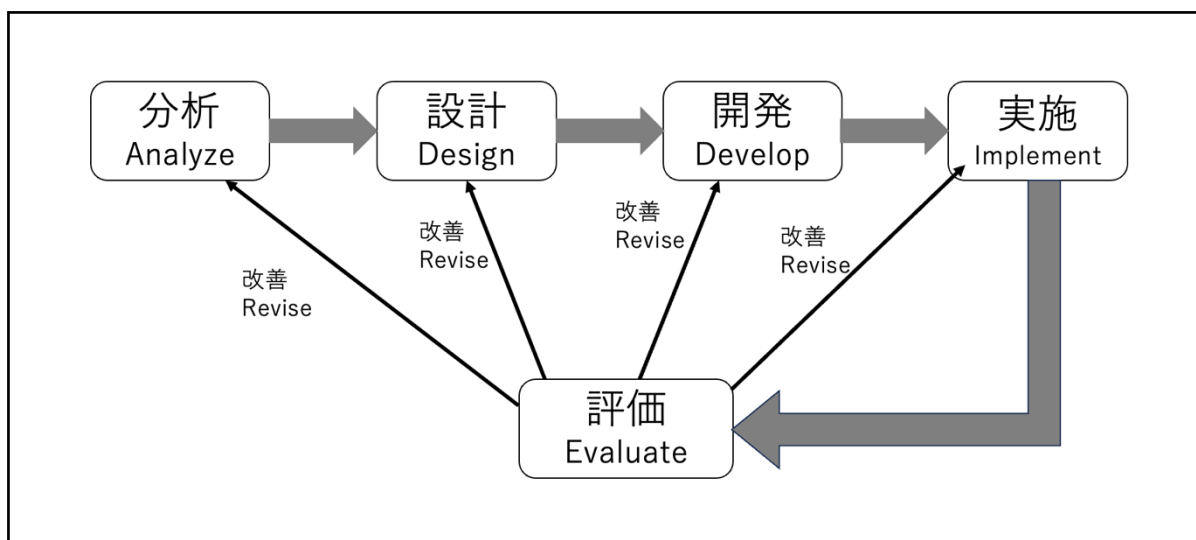 分析
Analyze
設計
Design
開発
Develop
実施
Implement
改善
Revise
改善
Revise
改善
Revise
改善
Revise
評価
Evaluate